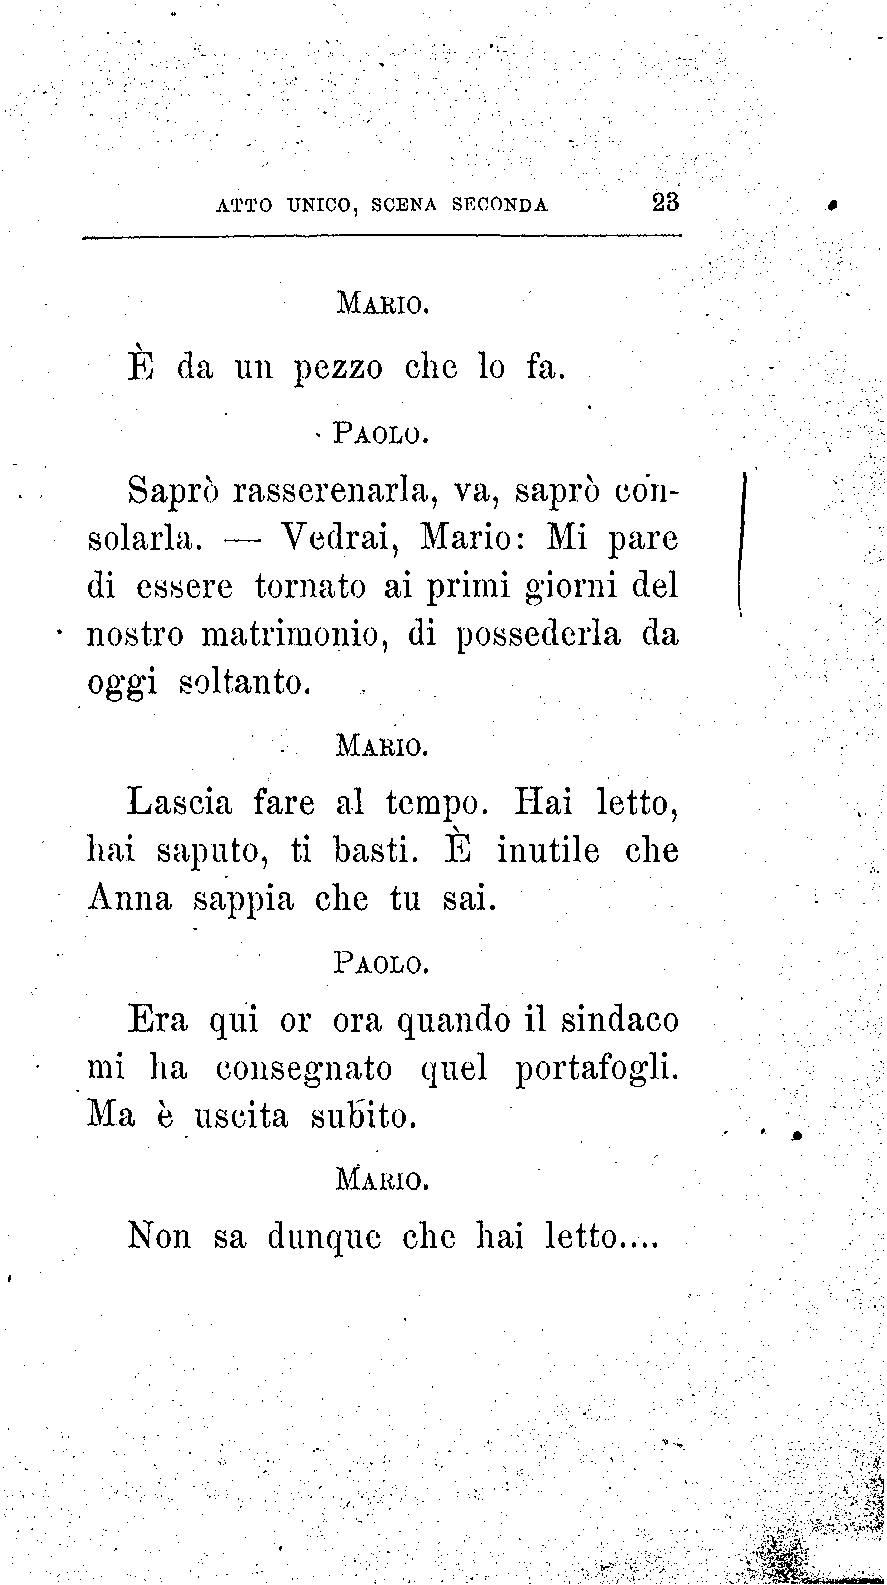 ATTO UNICO, SCENA SECONDA 23
MARIO.
È da un pezzo che lo fa.
PAOLO.
Saprò rasserenarla, va, saprò con-
solarla. — Vedrai, Mario: Mi pare
di essere tornato ai primi giorni del
nostro matrimonio, di possederla da
oggi soltanto.
MARIO.
Lascia fare al tempo. Hai letto,
hai saputo, ti basti. È inutile che
Anna sappia che tu sai.
PAOLO.
Era qui or ora quando il sindaco
mi ha consegnato quel portafogli.
Ma è uscita subito.
MARIO.
Non sa dunque che hai letto....